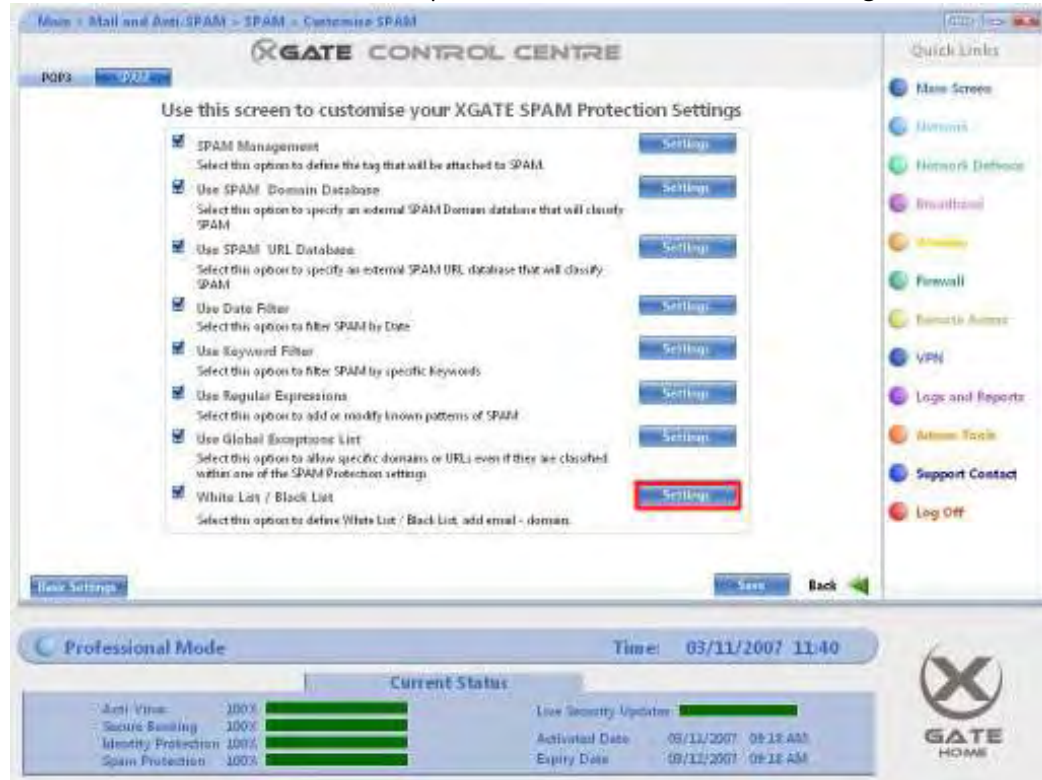 Main > Mail and Anti-SPAM > SPAM > Customise SPAM
XGATE CONTROL CENTRE
POP3
Use this screen to customise your XGATE SPAM Protection Settings
SPAM Management
Settings
Select this option to define the tag that will be attached to SPAM.
Use SPAM Domain Database
Settings
Select this option to specify an external SPAM Domain database that will classify
SPAM
Use SPAM URL Database
Settings
Select this option to specify an external SPAM URL database that will classify
SPAM
Use Date Filter
Settings
Select this option to filter SPAM by Date
Use Keyword Filter
Settings
Select this option to filter SPAM by specific Keywords
Use Regular Expressions
Settings
Select this option to add or modify known patterns of SPAM
Use Global Exceptions List
Settings
Select this option to allow specific domains or URLs even if they are classified
within one of the SPAM Protection settings
White List / Black List
Settings
Select this option to define White List / Black List, add email - domain.
Basic Settings
Save
Back
Quick Links
Main Screen
Network Defence
Broadband
Firewall
Remote Access
VPN
Logs and Reports
Admin Tools
Support Contact
Log Off
Professional Mode
Time: 03/11/2007 11:40
Current Status
Anti Virus 100%
Secure Banking 100%
Identity Protection 100%
Spam Protection 100%
Live Security Updates
Activated Date 09:18 AM
Expiry Date 09:18 AM
X
GATE
HOME